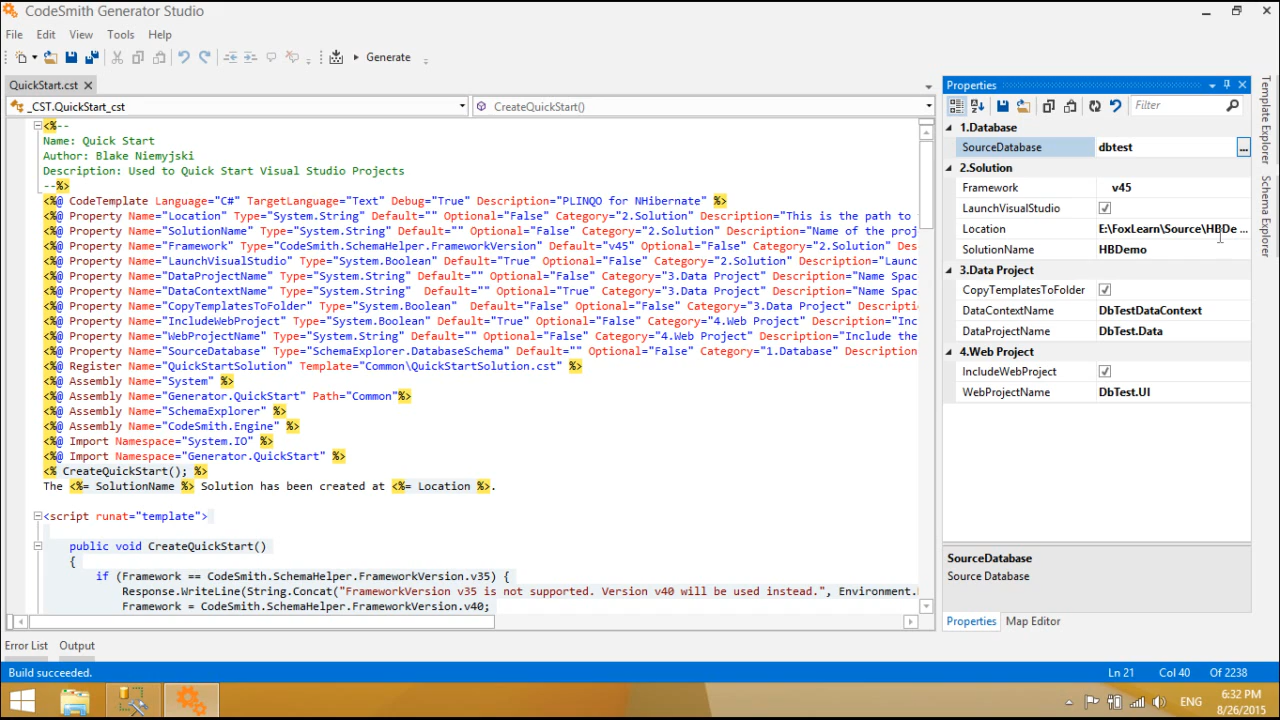 CodeSmith Generator Studio
File Edit View Tools Help
Generate
QuickStart.cst
_CST.QuickStart_cst CreateQuickStart()
<%--
Name: Quick Start
Author: Blake Niemyjski
Description: Used to Quick Start Visual Studio Projects
--%>
<%@ CodeTemplate Language="C#" TargetLanguage="Text" Debug="True" Description="PLINQO for NHibernate" %>
<%@ Property Name="Location" Type="System.String" Default="" Optional="False" Category="2.Solution" Description="This is the path to
<%@ Property Name="SolutionName" Type="System.String" Default="" Optional="False" Category="2.Solution" Description="Name of the proj
<%@ Property Name="Framework" Type="CodeSmith.SchemaHelper.FrameworkVersion" Default="v45" Optional="False" Category="2.Solution" Des
<%@ Property Name="LaunchVisualStudio" Type="System.Boolean" Default="True" Optional="False" Category="2.Solution" Description="Launc
<%@ Property Name="DataProjectName" Type="System.String" Default="" Optional="False" Category="3.Data Project" Description="Name Spac
<%@ Property Name="DataContextName" Type="System.String"  Default="" Optional="True" Category="3.Data Project" Description="Name Spac
<%@ Property Name="CopyTemplatesToFolder" Type="System.Boolean"  Default="False" Optional="False" Category="3.Data Project" Descripti
<%@ Property Name="IncludeWebProject" Type="System.Boolean" Default="True" Optional="False" Category="4.Web Project" Description="Inc
<%@ Property Name="WebProjectName" Type="System.String" Default="" Optional="False" Category="4.Web Project" Description="Include the
<%@ Property Name="SourceDatabase" Type="SchemaExplorer.DatabaseSchema" Default="" Optional="False" Category="1.Database" Description
<%@ Register Name="QuickStartSolution" Template="Common\QuickStartSolution.cst" %>
<%@ Assembly Name="System" %>
<%@ Assembly Name="Generator.QuickStart" Path="Common"%>
<%@ Assembly Name="SchemaExplorer" %>
<%@ Assembly Name="CodeSmith.Engine" %>
<%@ Import Namespace="System.IO" %>
<%@ Import Namespace="Generator.QuickStart" %>
<% CreateQuickStart(); %>
The <%= SolutionName %> Solution has been created at <%= Location %>.
<script runat="template">
public void CreateQuickStart()
{
if (Framework == CodeSmith.SchemaHelper.FrameworkVersion.v35) {
Response.WriteLine(String.Concat("FrameworkVersion v35 is not supported. Version v40 will be used instead.", Environment.
Framework = CodeSmith.SchemaHelper.FrameworkVersion.v40;
Properties
Filter
1.Database
SourceDatabase dbtest ...
2.Solution
Framework v45
LaunchVisualStudio
Location E:\FoxLearn\Source\HBDe ...
SolutionName HBDemo
3.Data Project
CopyTemplatesToFolder
DataContextName DbTestDataContext
DataProjectName DbTest.Data
4.Web Project
IncludeWebProject
WebProjectName DbTest.UI
SourceDatabase
Source Database
Properties Map Editor
Template Explorer
Schema Explorer
Error List Output
Build succeeded. Ln 21 Col 40 Of 2238
ENG 6:32 PM
8/26/2015